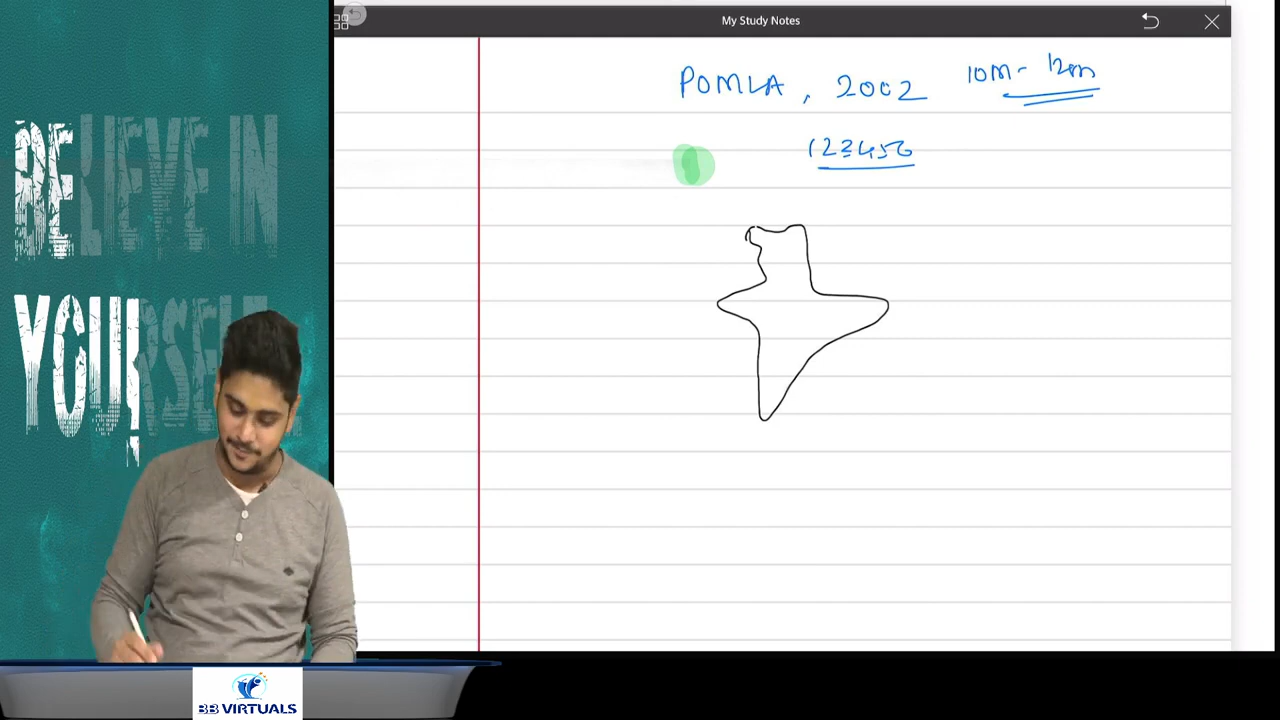 My Study Notes
POMLA, 2002 10M - 12m
123456
BELIEVE IN
YOURSELF
BB VIRTUALS